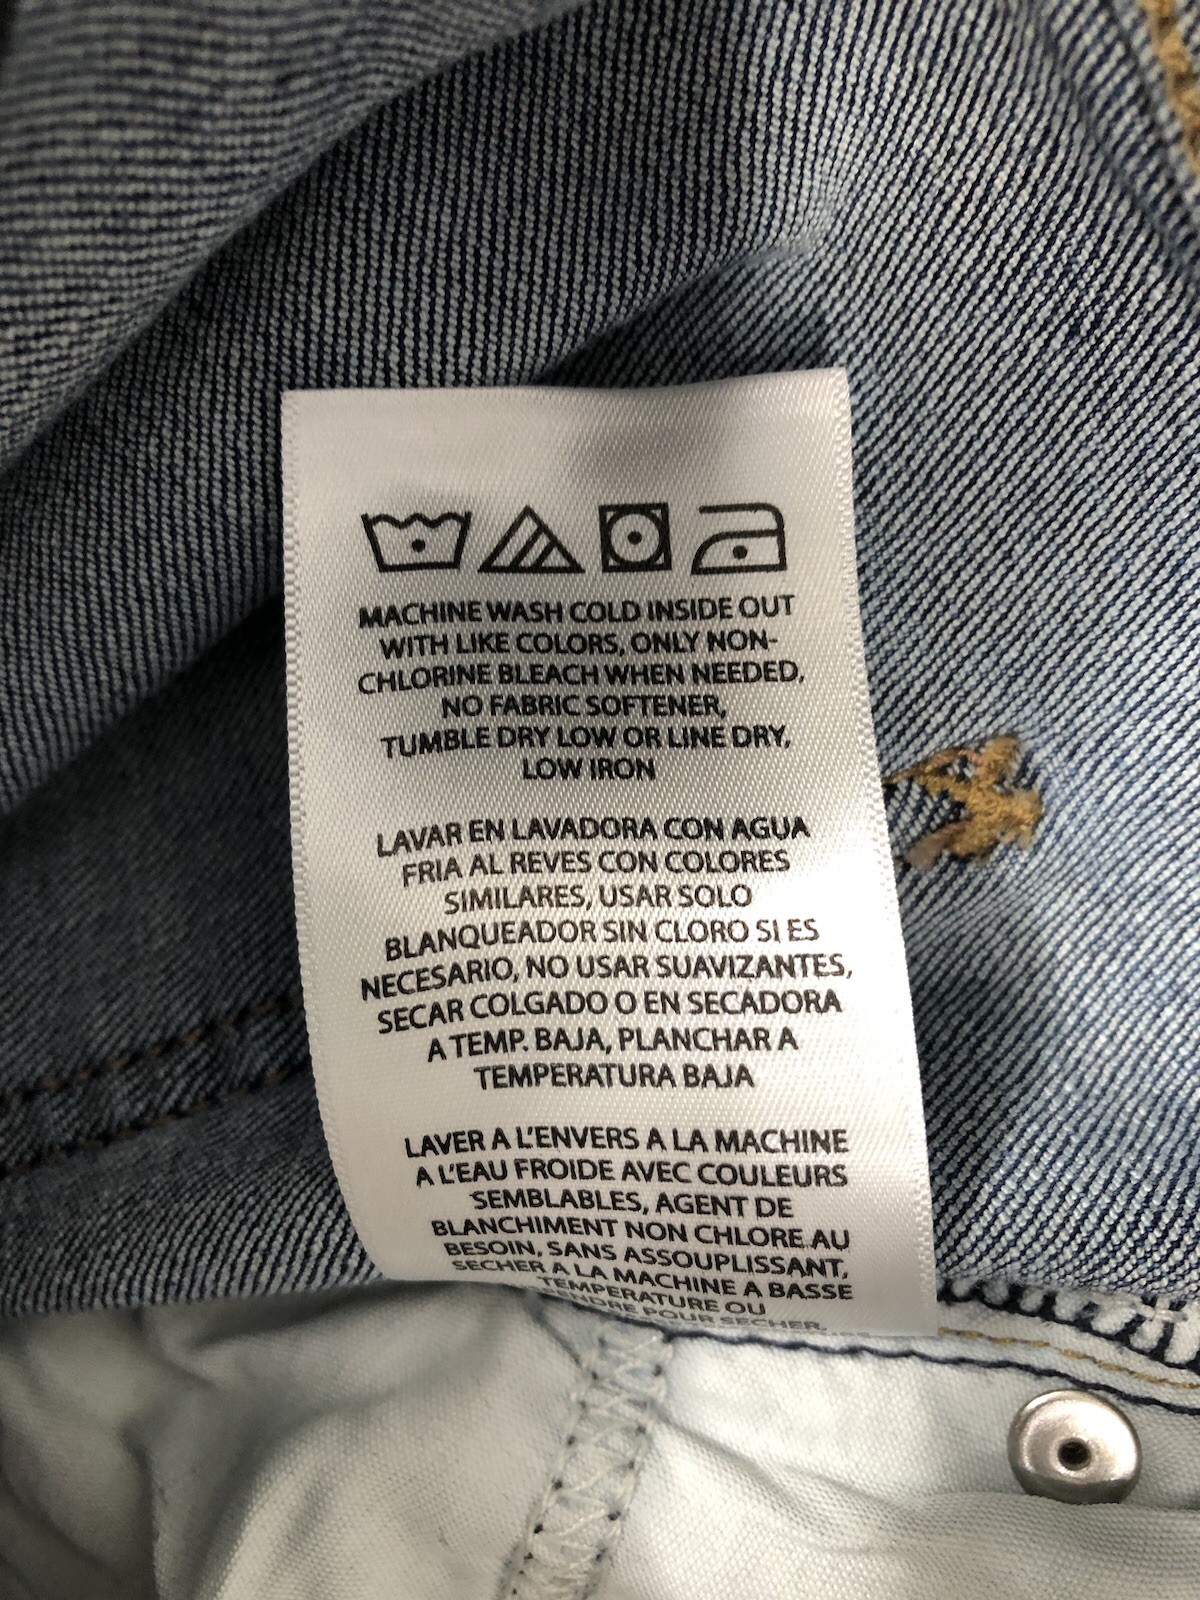 MACHINE WASH COLD INSIDE OUT
WITH LIKE COLORS, ONLY NON-
CHLORINE BLEACH WHEN NEEDED,
NO FABRIC SOFTENER,
TUMBLE DRY LOW OR LINE DRY,
LOW IRON
LAVAR EN LAVADORA CON AGUA
FRIA AL REVES CON COLORES
SIMILARES, USAR SOLO
BLANQUEADOR SIN CLORO SI ES
NECESARIO, NO USAR SUAVIZANTES,
SECAR COLGADO O EN SECADORA
A TEMP. BAJA, PLANCHAR A
TEMPERATURA BAJA
LAVER A L'ENVERS A LA MACHINE
A L'EAU FROIDE AVEC COULEURS
SEMBLABLES, AGENT DE
BLANCHIMENT NON CHLORE AU
BESOIN, SANS ASSOUPLISSANT,
SECHER A LA MACHINE A BASSE
TEMPERATURE OU
POUR SECHER,